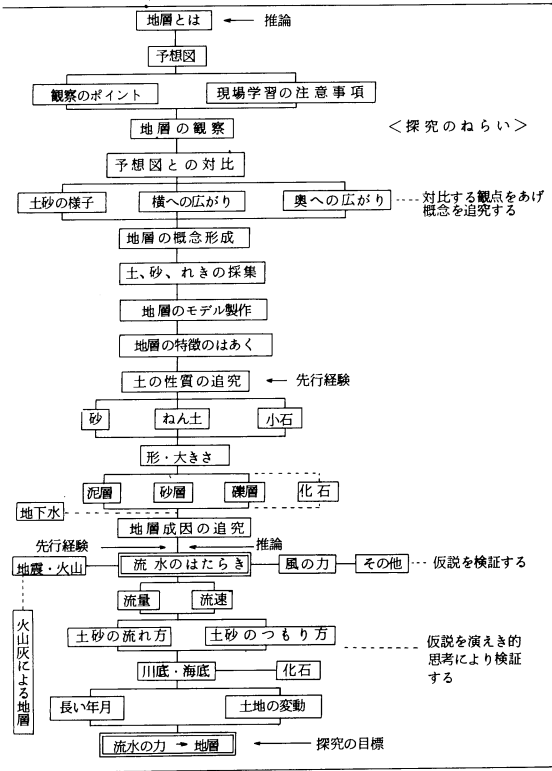 地層とは ← 推論
予想図
観察のポイント 現場学習の注意事項
地層の観察 <探究のねらい>
予想図との対比
土砂の様子 横への広がり 奥への広がり 対比する観点をあげ
概念を追究する
地層の概念形成
土、砂、れきの採集
地層のモデル製作
地層の特徴のはあく
土の性質の追究 ← 先行経験
砂 ねん土 小石
形・大きさ
泥層 砂層 礫層 化石
地下水
地層成因の追究
先行経験 → ← 推論
地震・火山 流水のはたらき 風の力 その他 仮説を検証する
流量 流速
火山灰による地層
土砂の流れ方 土砂のつもり方 仮説を演えき的
思考により検証
する
川底・海底 化石
長い年月 土地の変動
流水の力 → 地層 ← 探究の目標